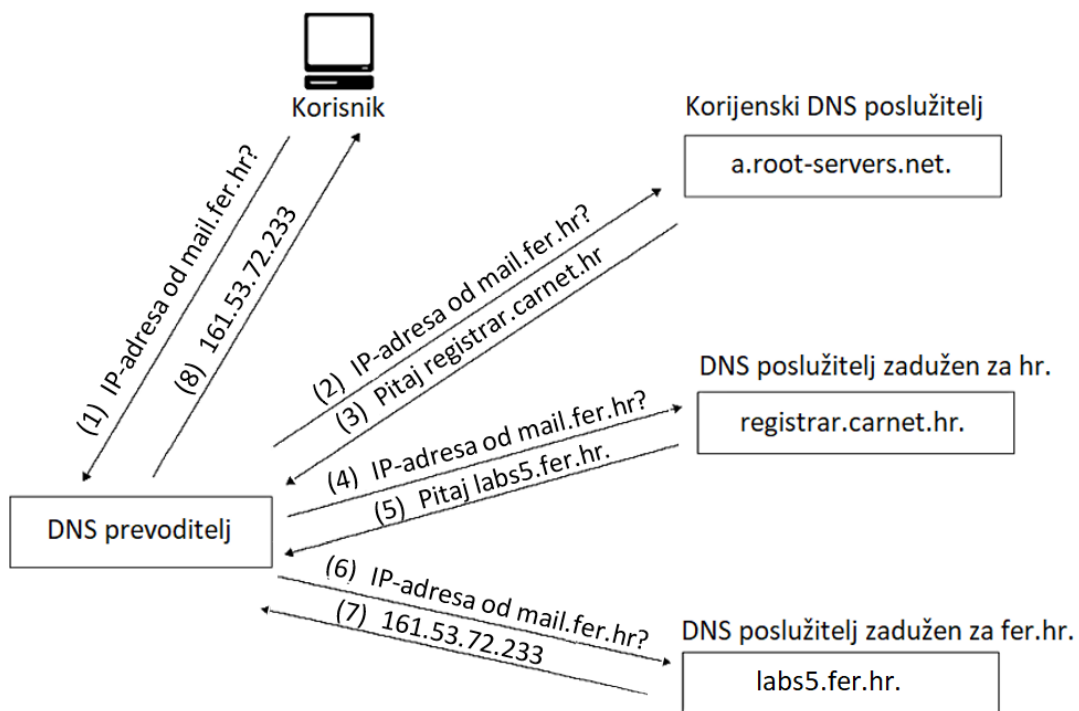 Korisnik
Korijenski DNS poslužitelj
a.root-servers.net.
(1) IP-adresa od mail.fer.hr?
(8) 161.53.72.233
(2) IP-adresa od mail.fer.hr?
(3) Pitaj registrar.carnet.hr
DNS poslužitelj zadužen za hr.
registrar.carnet.hr.
(4) IP-adresa od mail.fer.hr?
(5) Pitaj labs5.fer.hr.
DNS prevoditelj
(6) IP-adresa od mail.fer.hr?
(7) 161.53.72.233
DNS poslužitelj zadužen za fer.hr.
labs5.fer.hr.